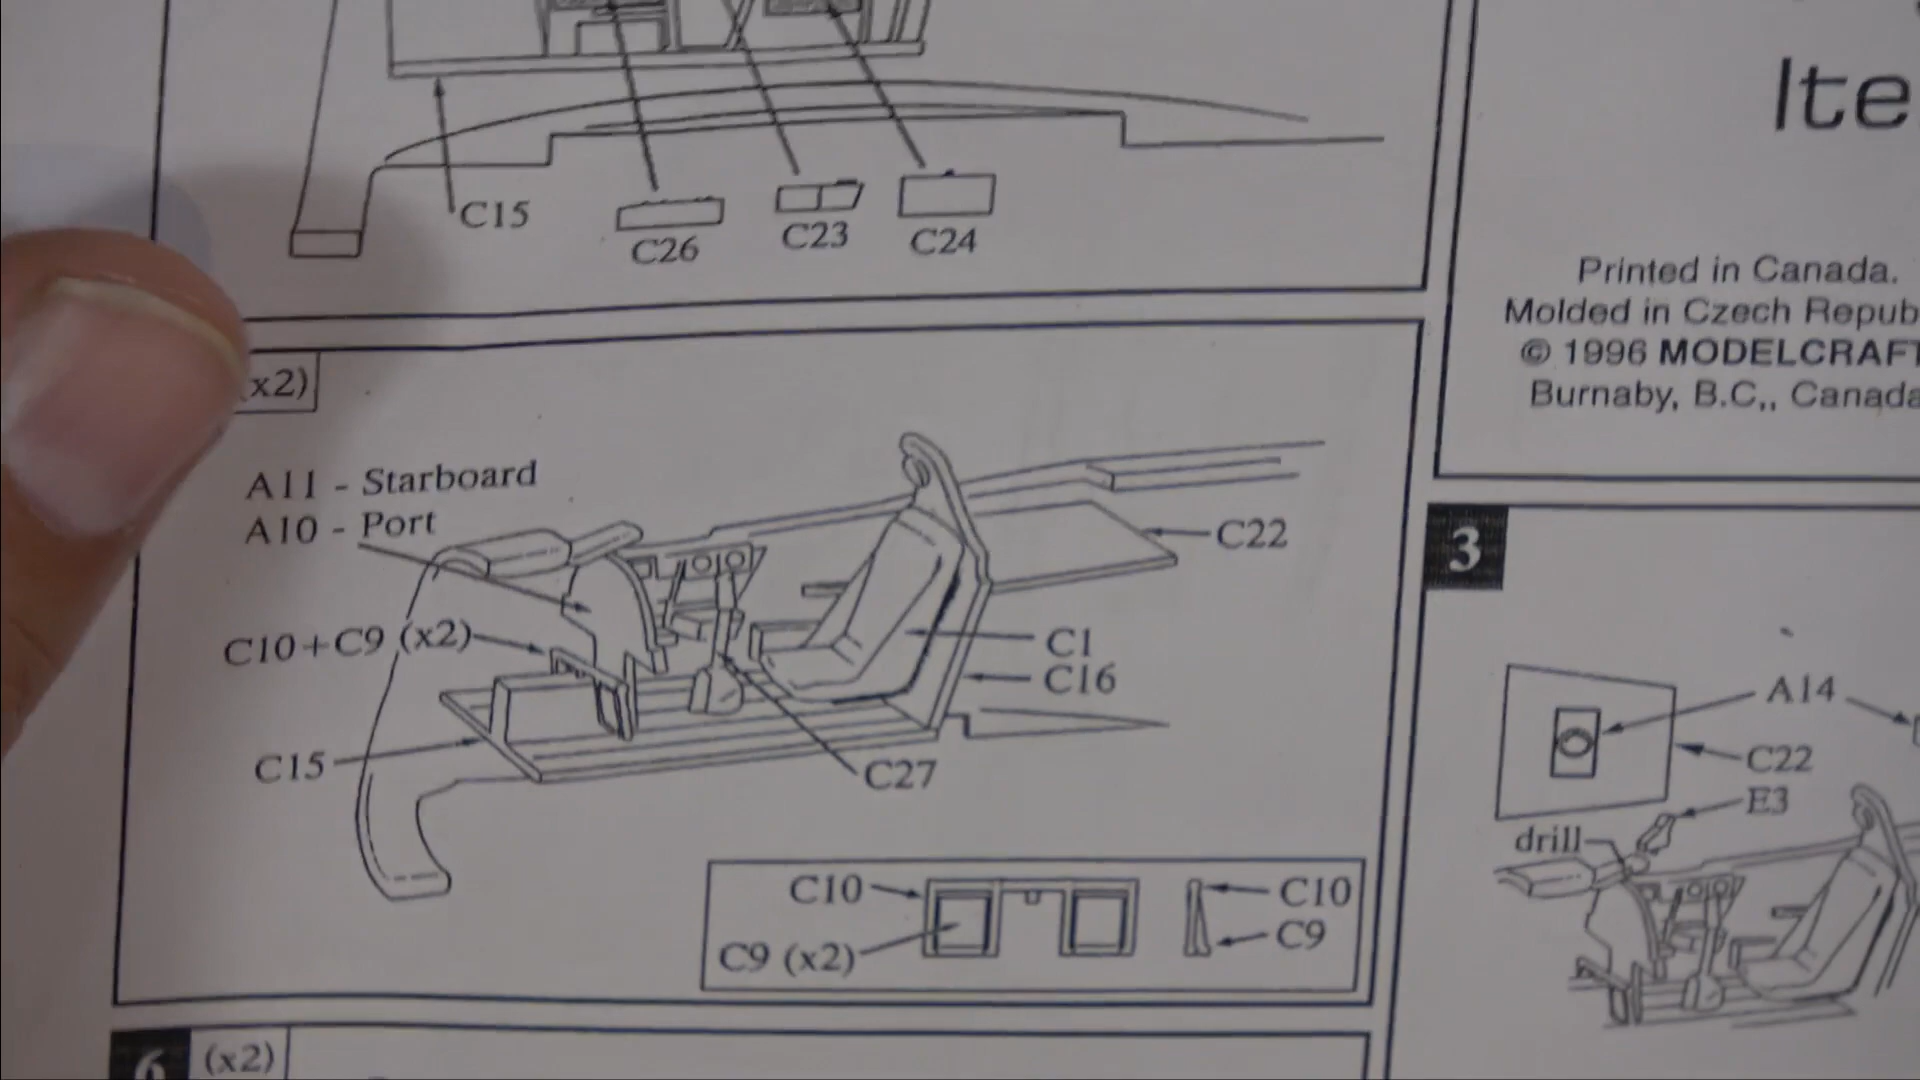 C15
C26
C23
C24
Ite
Printed in Canada.
Molded in Czech Repub
© 1996 MODELCRAFT
Burnaby, B.C,, Canada
(x2)
A11 - Starboard
A10 - Port
C22
C10+C9 (x2)
C1
C16
C15
C27
C10
C9 (x2)
C10
C9
3
A14
C22
E3
drill
6 (x2)